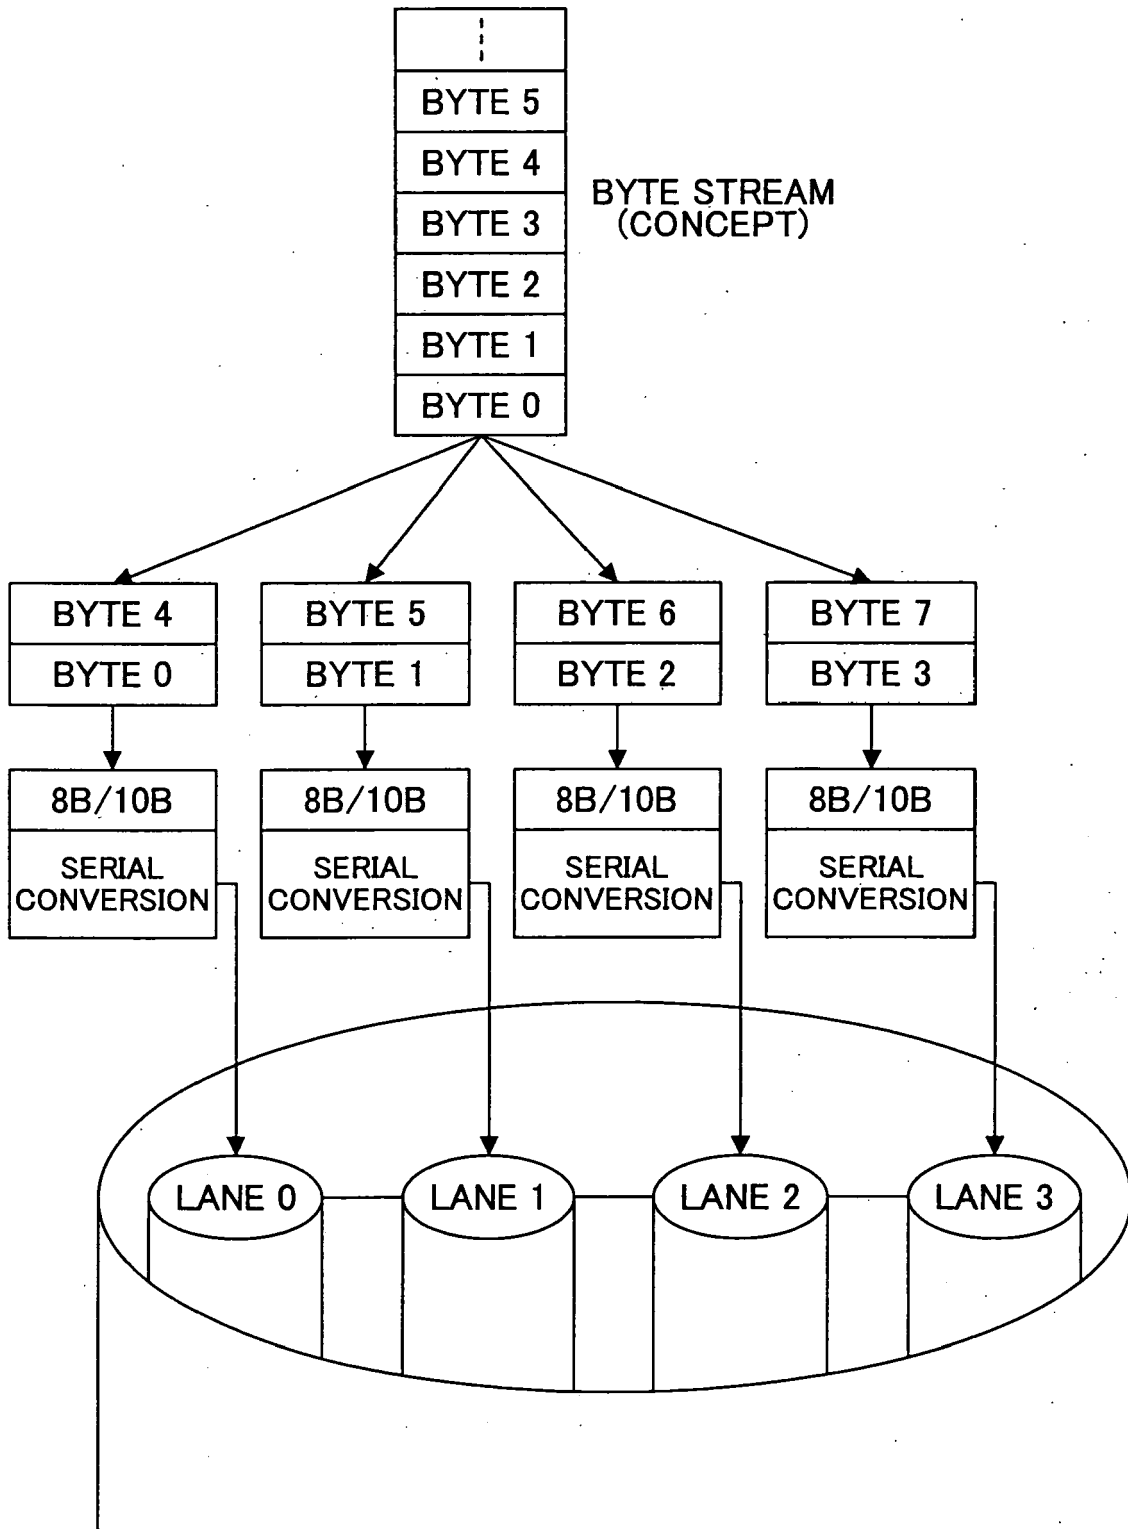 BYTE 5
BYTE 4
BYTE 3
BYTE 2
BYTE 1
BYTE 0
BYTE STREAM
(CONCEPT)
BYTE 4
BYTE 0
BYTE 5
BYTE 1
BYTE 6
BYTE 2
BYTE 7
BYTE 3
8B/10B
SERIAL
CONVERSION
8B/10B
SERIAL
CONVERSION
8B/10B
SERIAL
CONVERSION
8B/10B
SERIAL
CONVERSION
LANE 0
LANE 1
LANE 2
LANE 3